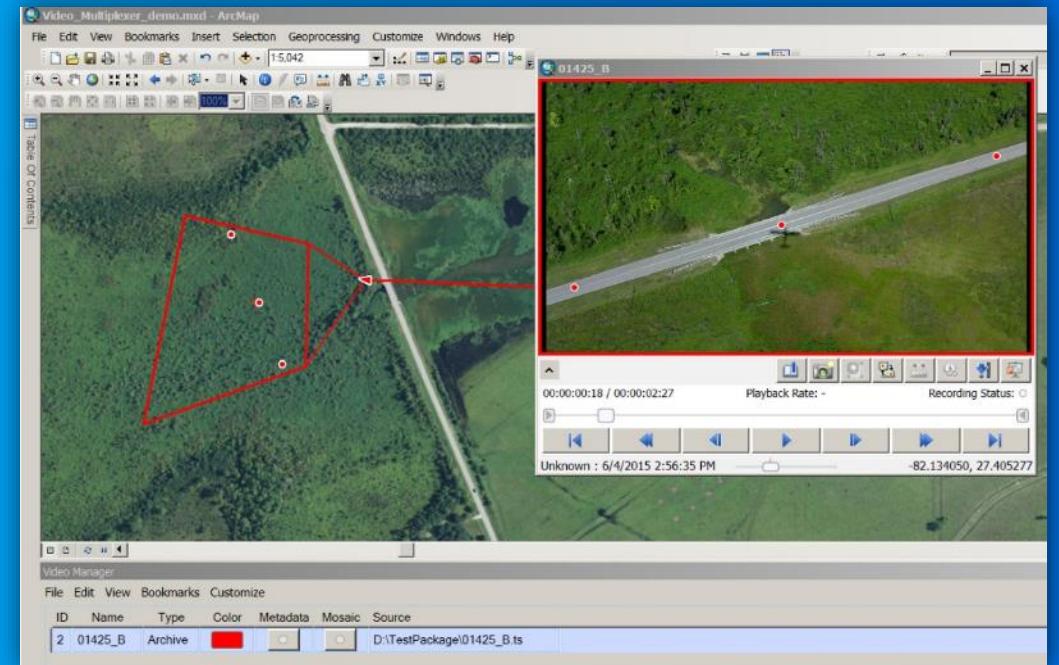 Video_Multiplexer_demo.mxd - ArcMap
File Edit View Bookmarks Insert Selection Geoprocessing Customize Windows Help
1:5,042
100%
Table Of Contents
01425_B
00:00:00:18 / 00:00:02:27 Playback Rate: - Recording Status:
Unknown : 6/4/2015 2:56:35 PM -82.134050, 27.405277
Video Manager
File Edit View Bookmarks Customize
ID Name Type Color Metadata Mosaic Source
2 01425_B Archive D:\TestPackage\01425_B.ts